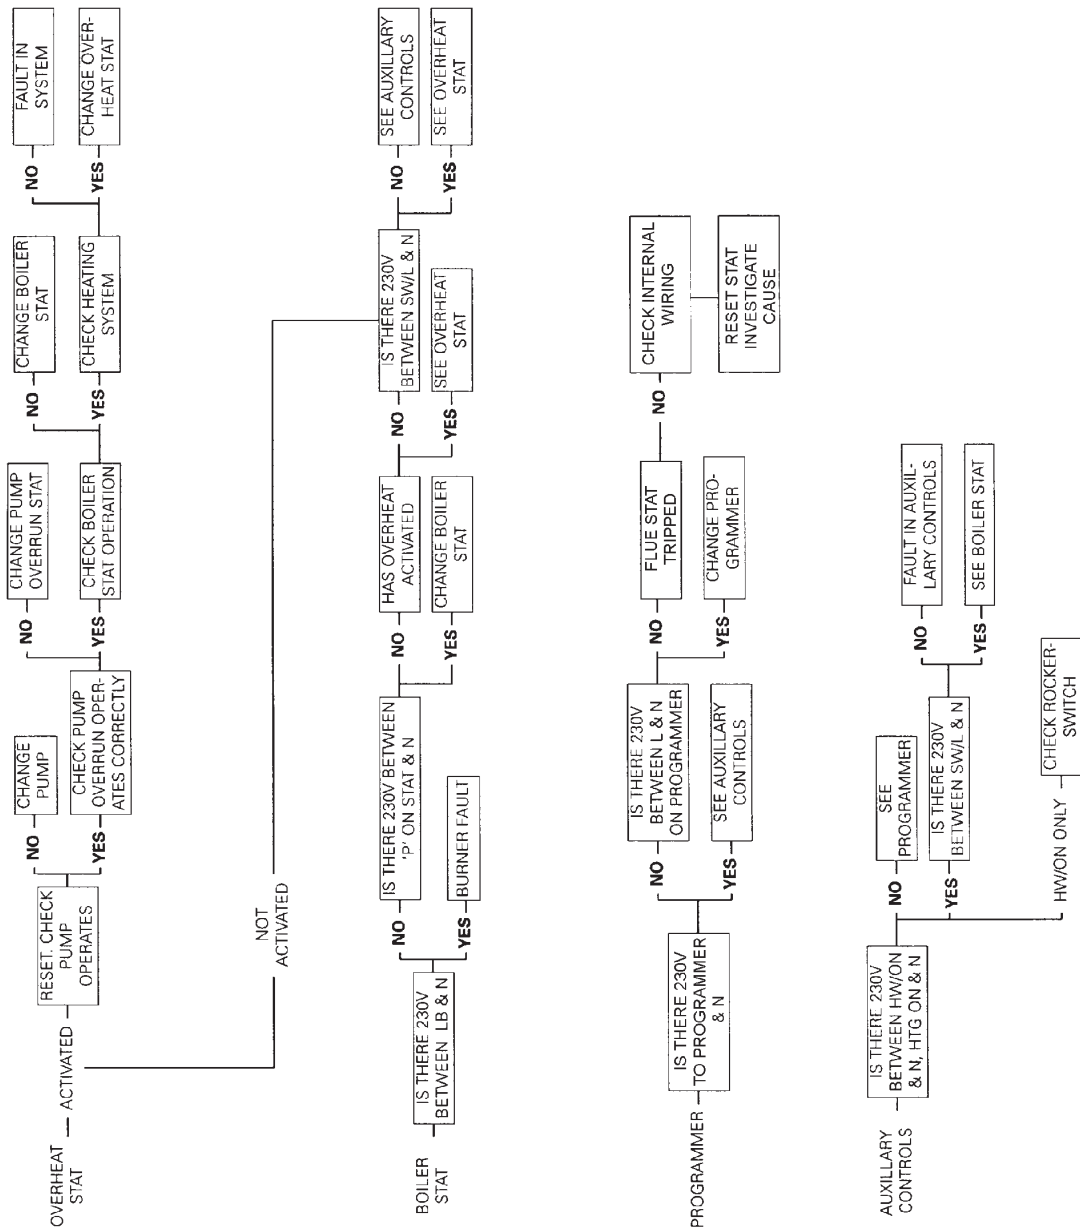 OVERHEAT
STAT
ACTIVATED
RESET. CHECK
PUMP
OPERATES
NO
CHANGE
PUMP
YES
CHECK PUMP
OVERRUN OPER-
ATES CORRECTLY
NO
CHANGE PUMP
OVERRUN STAT
YES
CHECK BOILER
STAT OPERATION
NO
CHANGE BOILER
STAT
YES
CHECK HEATING
SYSTEM
NO
FAULT IN
SYSTEM
YES
CHANGE OVER-
HEAT STAT
NOT
ACTIVATED
BOILER
STAT
IS THERE 230V
BETWEEN LB & N
NO
IS THERE 230V BETWEEN
'P' ON STAT & N
YES
BURNER FAULT
NO
HAS OVERHEAT
ACTIVATED
YES
CHANGE BOILER
STAT
NO
IS THERE 230V
BETWEEN SW/L & N
YES
SEE OVERHEAT
STAT
NO
SEE AUXILLARY
CONTROLS
YES
SEE OVERHEAT
STAT
PROGRAMMER
IS THERE 230V
TO PROGRAMMER
& N
NO
IS THERE 230V
BETWEEN L & N
ON PROGRAMMER
YES
SEE AUXILLARY
CONTROLS
NO
FLUE STAT
TRIPPED
YES
CHANGE PRO-
GRAMMER
NO
CHECK INTERNAL
WIRING
RESET STAT
INVESTIGATE
CAUSE
AUXILLARY
CONTROLS
IS THERE 230V
BETWEEN HW/ON
& N, HTG ON & N
NO
SEE
PROGRAMMER
YES
IS THERE 230V
BETWEEN SW/L & N
NO
FAULT IN AUXIL-
LARY CONTROLS
YES
SEE BOILER STAT
HW/ON ONLY
CHECK ROCKER-
SWITCH